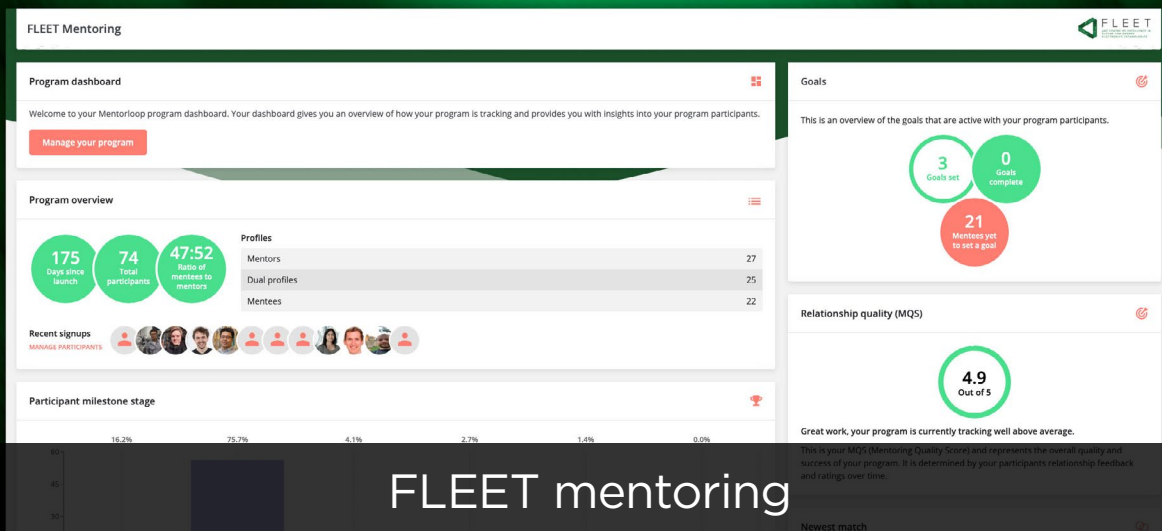 FLEET Mentoring
FLEET
Program dashboard
Welcome to your Mentorloop program dashboard. Your dashboard gives you an overview of how your program is tracking and provides you with insights into your program participants.
Manage your program
Program overview
175
Days since
launch
74
Total
participants
47:52
Ratio of
mentees to
mentors
Profiles
Mentors 27
Dual profiles 25
Mentees 22
Recent signups
MANAGE PARTICIPANTS
Participant milestone stage
16.2% 75.7% 4.1% 2.7% 1.4% 0.0%
60
45
30
Goals
This is an overview of the goals that are active with your program participants.
3
Goals set
0
Goals
complete
21
Mentees yet
to set a goal
Relationship quality (MQS)
4.9
Out of 5
Great work, your program is currently tracking well above average.
This is your MQS (Mentoring Quality Score) and represents the overall quality and
success of your program. It is determined by your participants relationship feedback
and ratings over time.
Newest match
FLEET mentoring